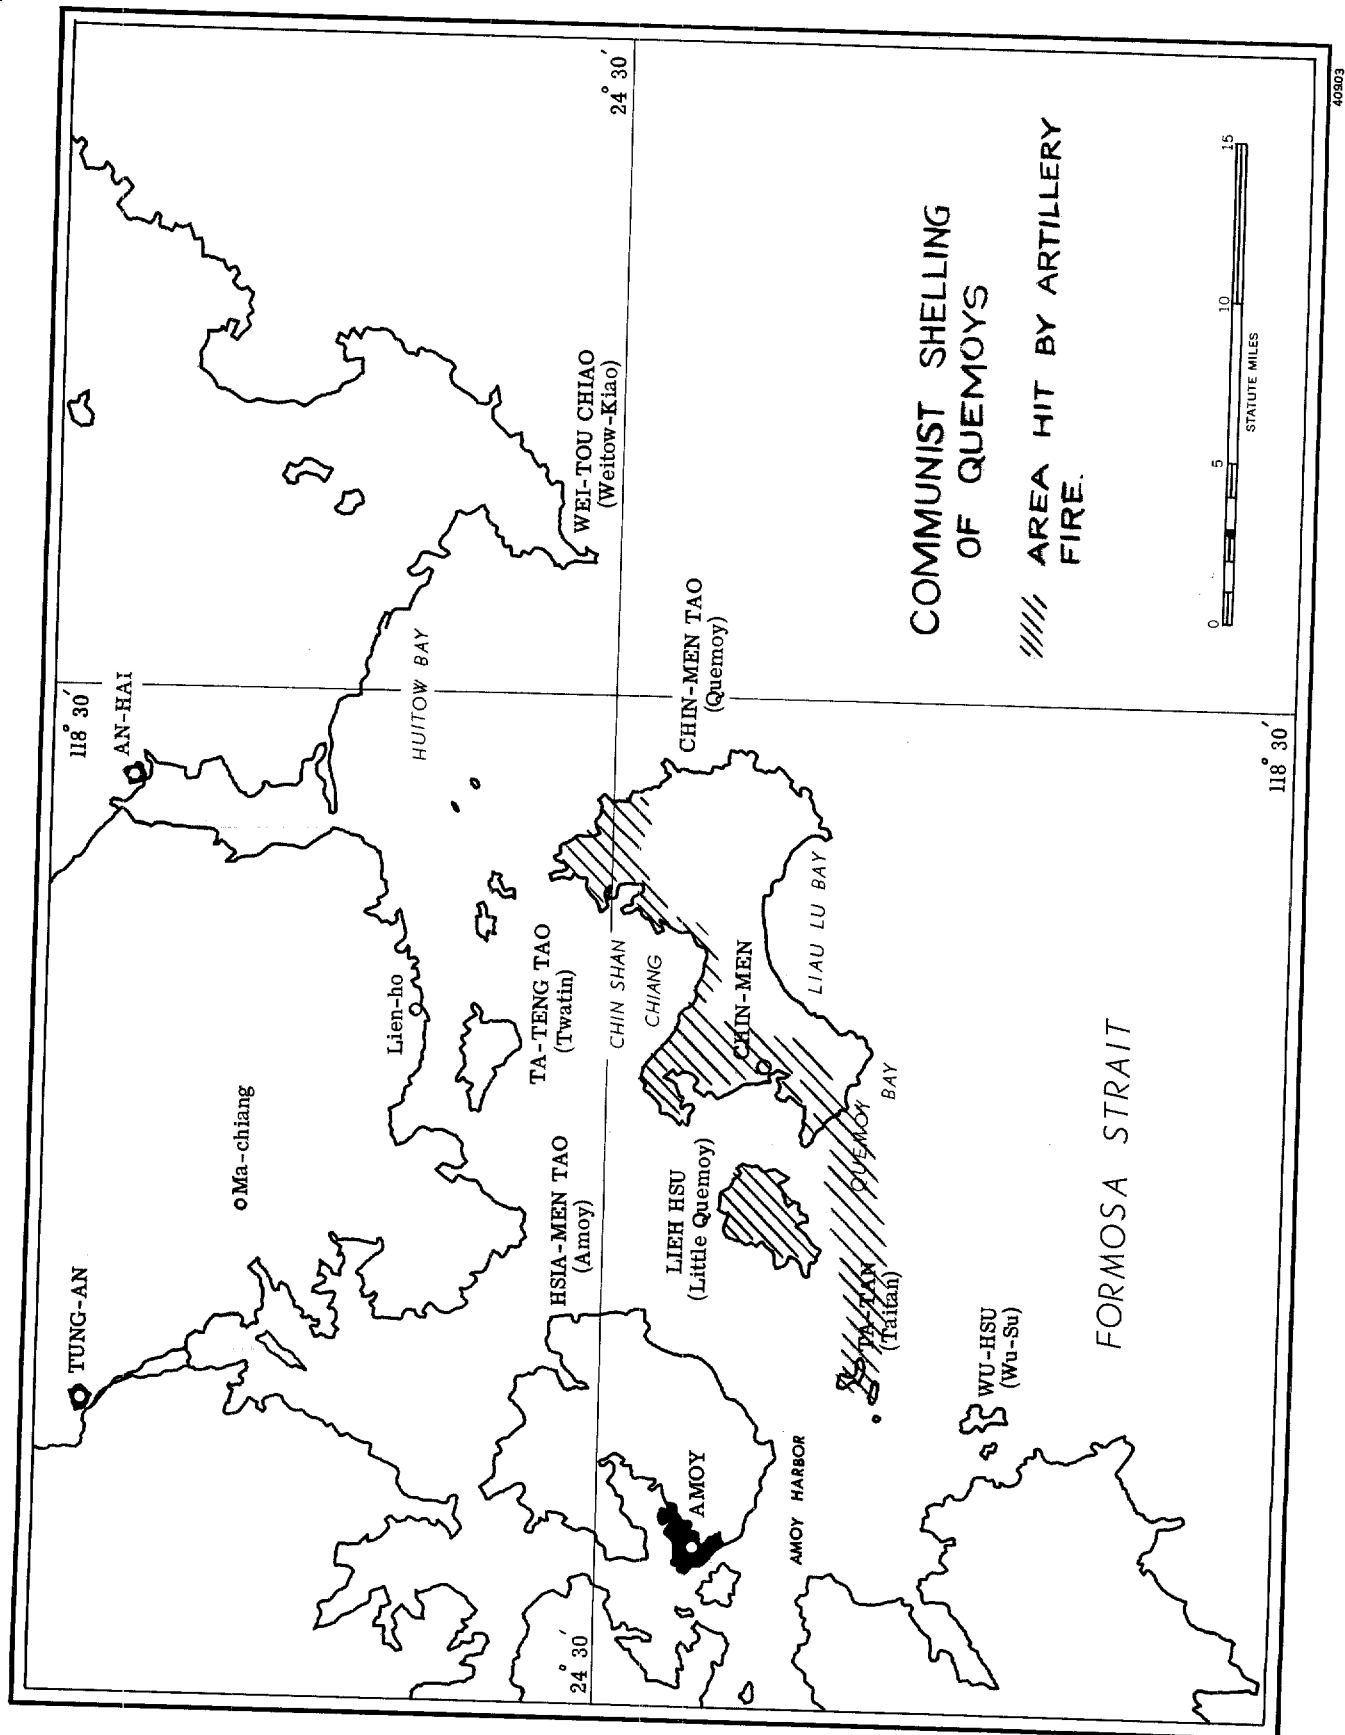 COMMUNIST SHELLING
OF QUEMOYS
AREA HIT BY ARTILLERY
FIRE.
0 5 10 15
STATUTE MILES
TUNG-AN
Ma-chiang
AN-HAI
118° 30′
Lien-ho
HUITOW BAY
TA-TENG TAO
(Twatin)
WEI-TOU CHIAO
(Weitow-Kiao)
24° 30′
24° 30′
HSIA-MEN TAO
(Amoy)
CHIN SHAN
CHIANG
CHIN-MEN TAO
(Quemoy)
LIEH HSU
(Little Quemoy)
CHIN-MEN
AMOY
AMOY HARBOR
LIAU LU BAY
QUEMOY
BAY
TA-TAN
(Taitan)
WU-HSU
(Wu-Su)
FORMOSA STRAIT
118° 30′
40903